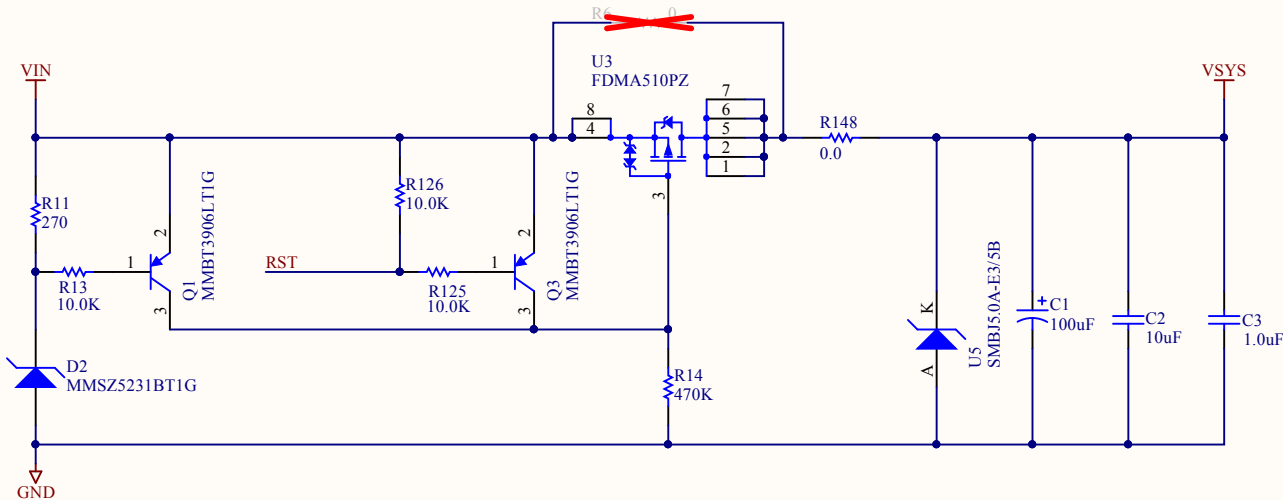 R6 0
U3
FDMA510PZ
VIN
VSYS
8
4
7
6
5
2
1
3
R148
0.0
R11
270
R126
10.0K
2
1
3
Q1
MMBT3906LT1G
R13
10.0K
RST
R125
10.0K
2
1
3
Q3
MMBT3906LT1G
D2
MMSZ5231BT1G
R14
470K
K
A
U5
SMBJ5.0A-E3/5B
+
C1
100uF
C2
10uF
C3
1.0uF
GND